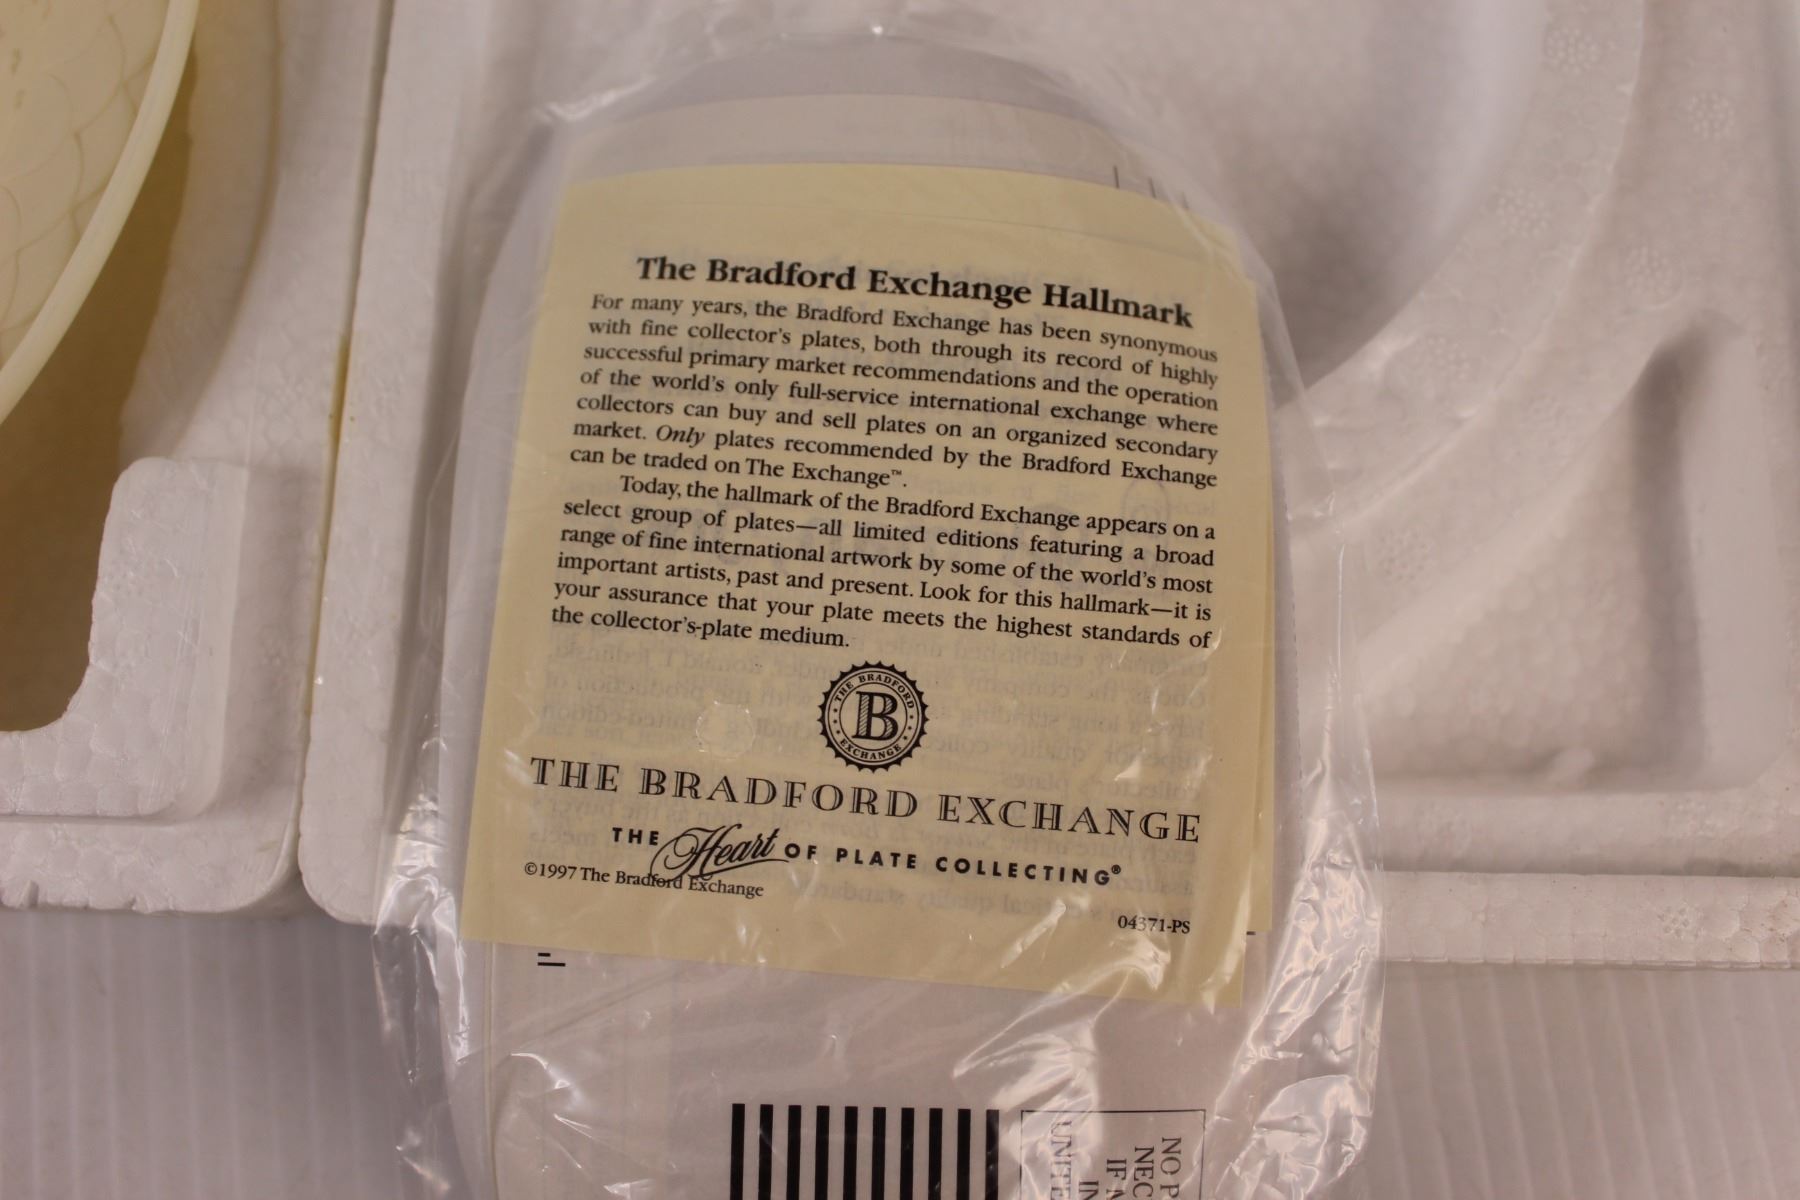 The Bradford Exchange Hallmark
For many years, the Bradford Exchange has been synonymous
with fine collector's plates, both through its record of highly
successful primary market recommendations and the operation
of the world's only full-service international exchange where
collectors can buy and sell plates on an organized secondary
market. Only plates recommended by the Bradford Exchange
can be traded on The Exchange™.
Today, the hallmark of the Bradford Exchange appears on a
select group of plates—all limited editions featuring a broad
range of fine international artwork by some of the world's most
important artists, past and present. Look for this hallmark—it is
your assurance that your plate meets the highest standards of
the collector's-plate medium.
THE BRADFORD
B
EXCHANGE
THE BRADFORD EXCHANGE
THE Heart OF PLATE COLLECTING®
©1997 The Bradford Exchange
04371-PS
NO P
NEC
IF
IN
UNITE